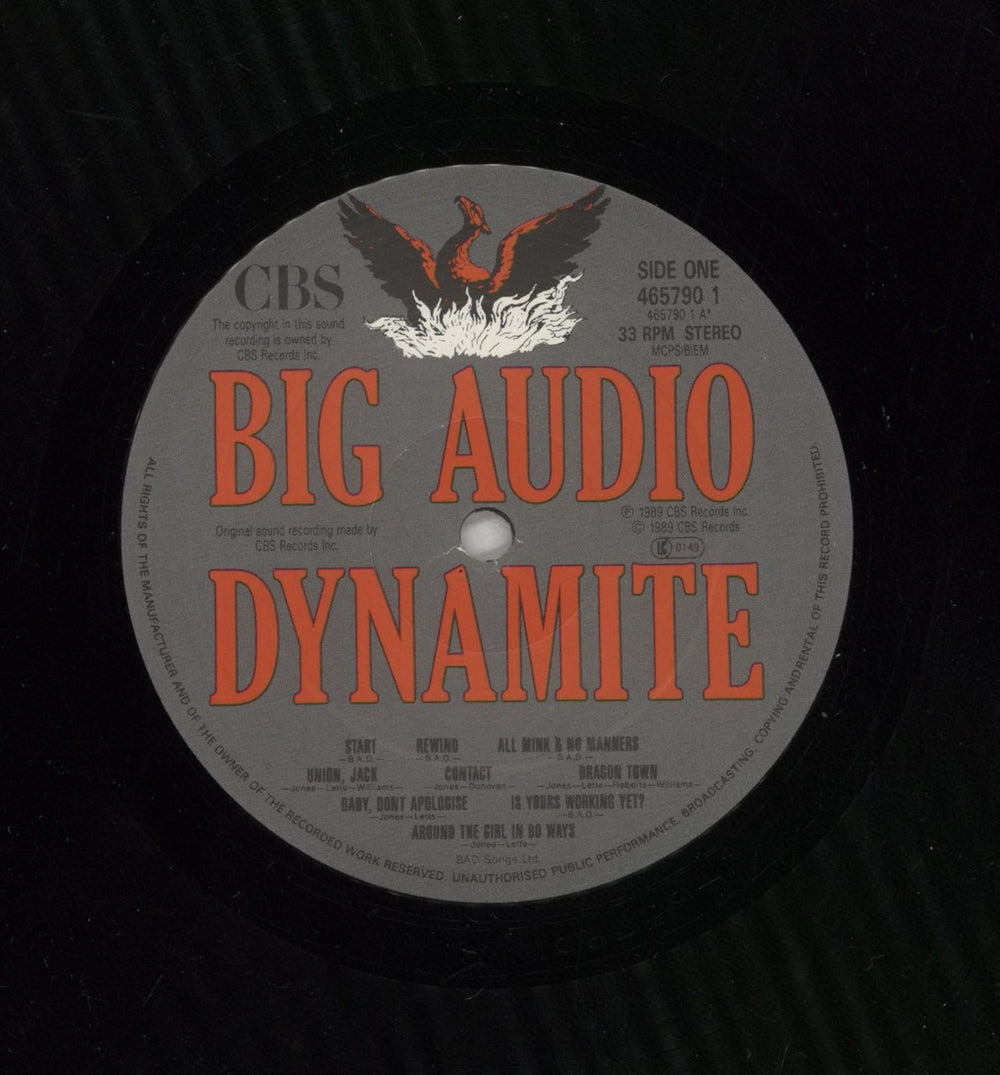 CBS
The copyright in this sound
recording is owned by
CBS Records Inc.
SIDE ONE
465790 1
465790 1 A*
33 RPM STEREO
MCPS/BIEM
BIG AUDIO
Original sound recording made by
CBS Records Inc.
℗ 1989 CBS Records Inc.
© 1989 CBS Records
LC 0149
DYNAMITE
START REWIND ALL MINK & NO MANNERS
—B.A.D.— —B.A.D.— —B.A.D.—
UNION, JACK CONTACT DRAGON TOWN
—Jones—Letts—Williams— —Jones—Donovan— —Jones—Letts—Roberts—Williams—
BABY, DONT APOLOGISE IS YOURS WORKING YET?
—Jones—Letts— —B.A.D.—
AROUND THE GIRL IN 80 WAYS
—Jones—Letts—
BAD Songs Ltd.
ALL RIGHTS OF THE MANUFACTURER AND OF THE OWNER OF THE RECORDED WORK RESERVED. UNAUTHORISED PUBLIC PERFORMANCE, BROADCASTING, COPYING AND RENTAL OF THIS RECORD PROHIBITED.